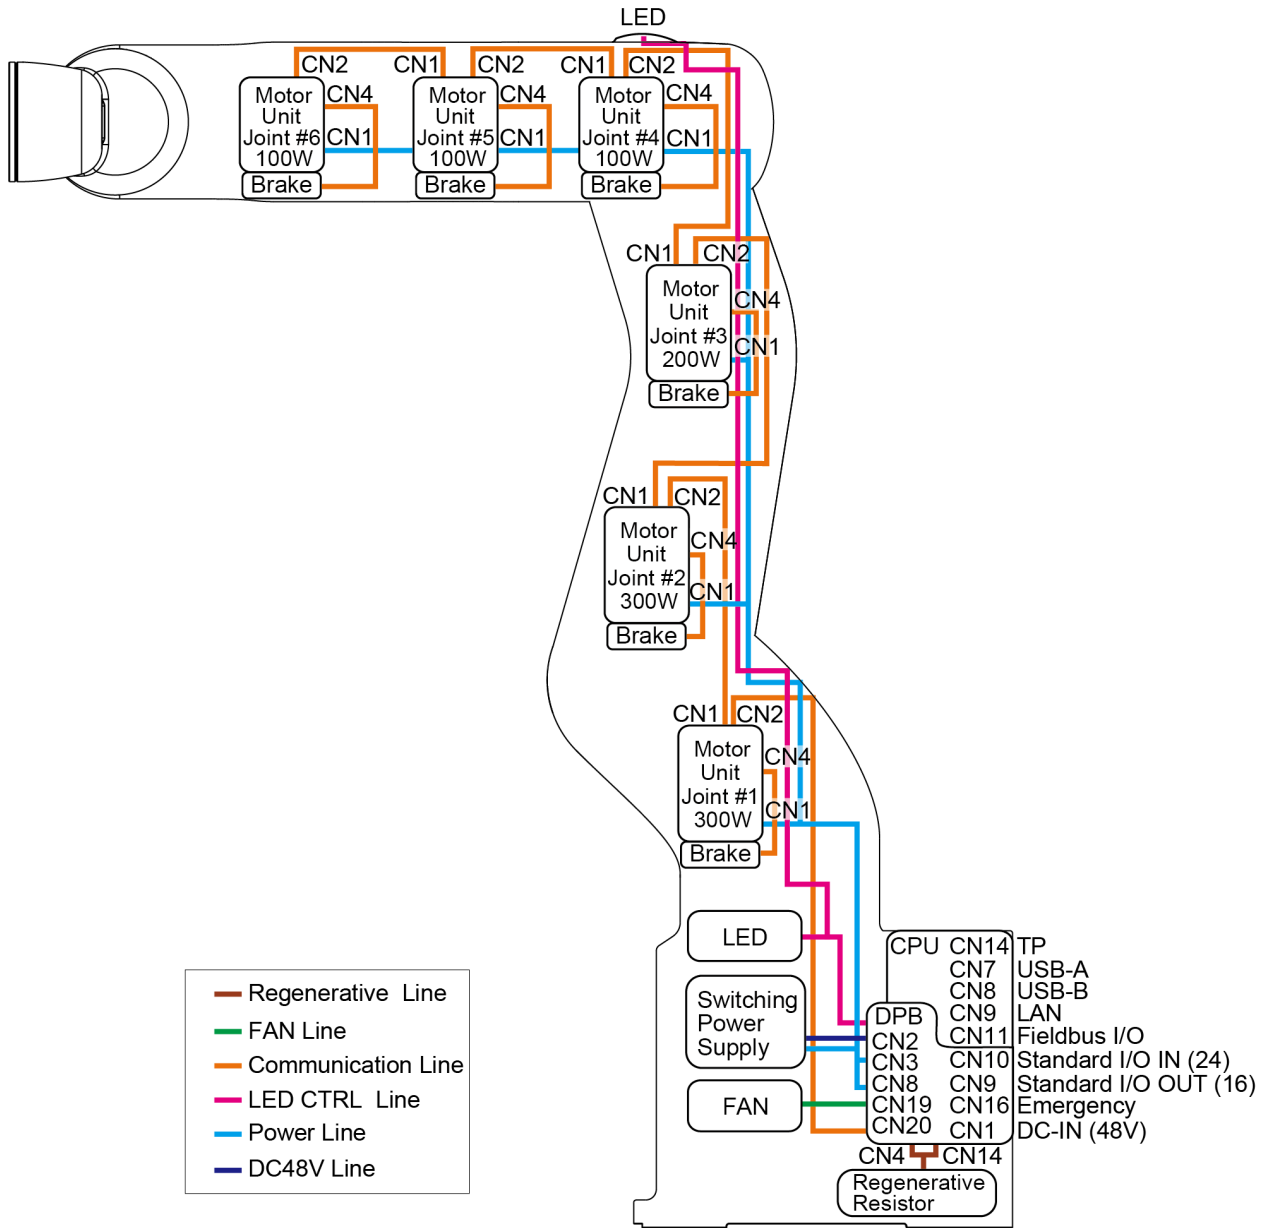 LED
CN2
CN1
CN2
CN1
CN2
Motor
Unit
Joint #6
100W
CN4
CN1
Brake
Motor
Unit
Joint #5
100W
CN4
CN1
Brake
Motor
Unit
Joint #4
100W
CN4
CN1
Brake
CN1
CN2
Motor
Unit
Joint #3
200W
CN4
CN1
Brake
CN1
CN2
Motor
Unit
Joint #2
300W
CN4
CN1
Brake
CN1
CN2
Motor
Unit
Joint #1
300W
CN4
CN1
Brake
LED
Switching
Power
Supply
FAN
CPU
CN14 TP
CN7 USB-A
CN8 USB-B
CN9 LAN
CN11 Fieldbus I/O
CN10 Standard I/O IN (24)
CN9 Standard I/O OUT (16)
CN16 Emergency
CN1 DC-IN (48V)
DPB
CN2
CN3
CN8
CN19
CN20
CN4
CN14
Regenerative
Resistor
Regenerative Line
FAN Line
Communication Line
LED CTRL Line
Power Line
DC48V Line